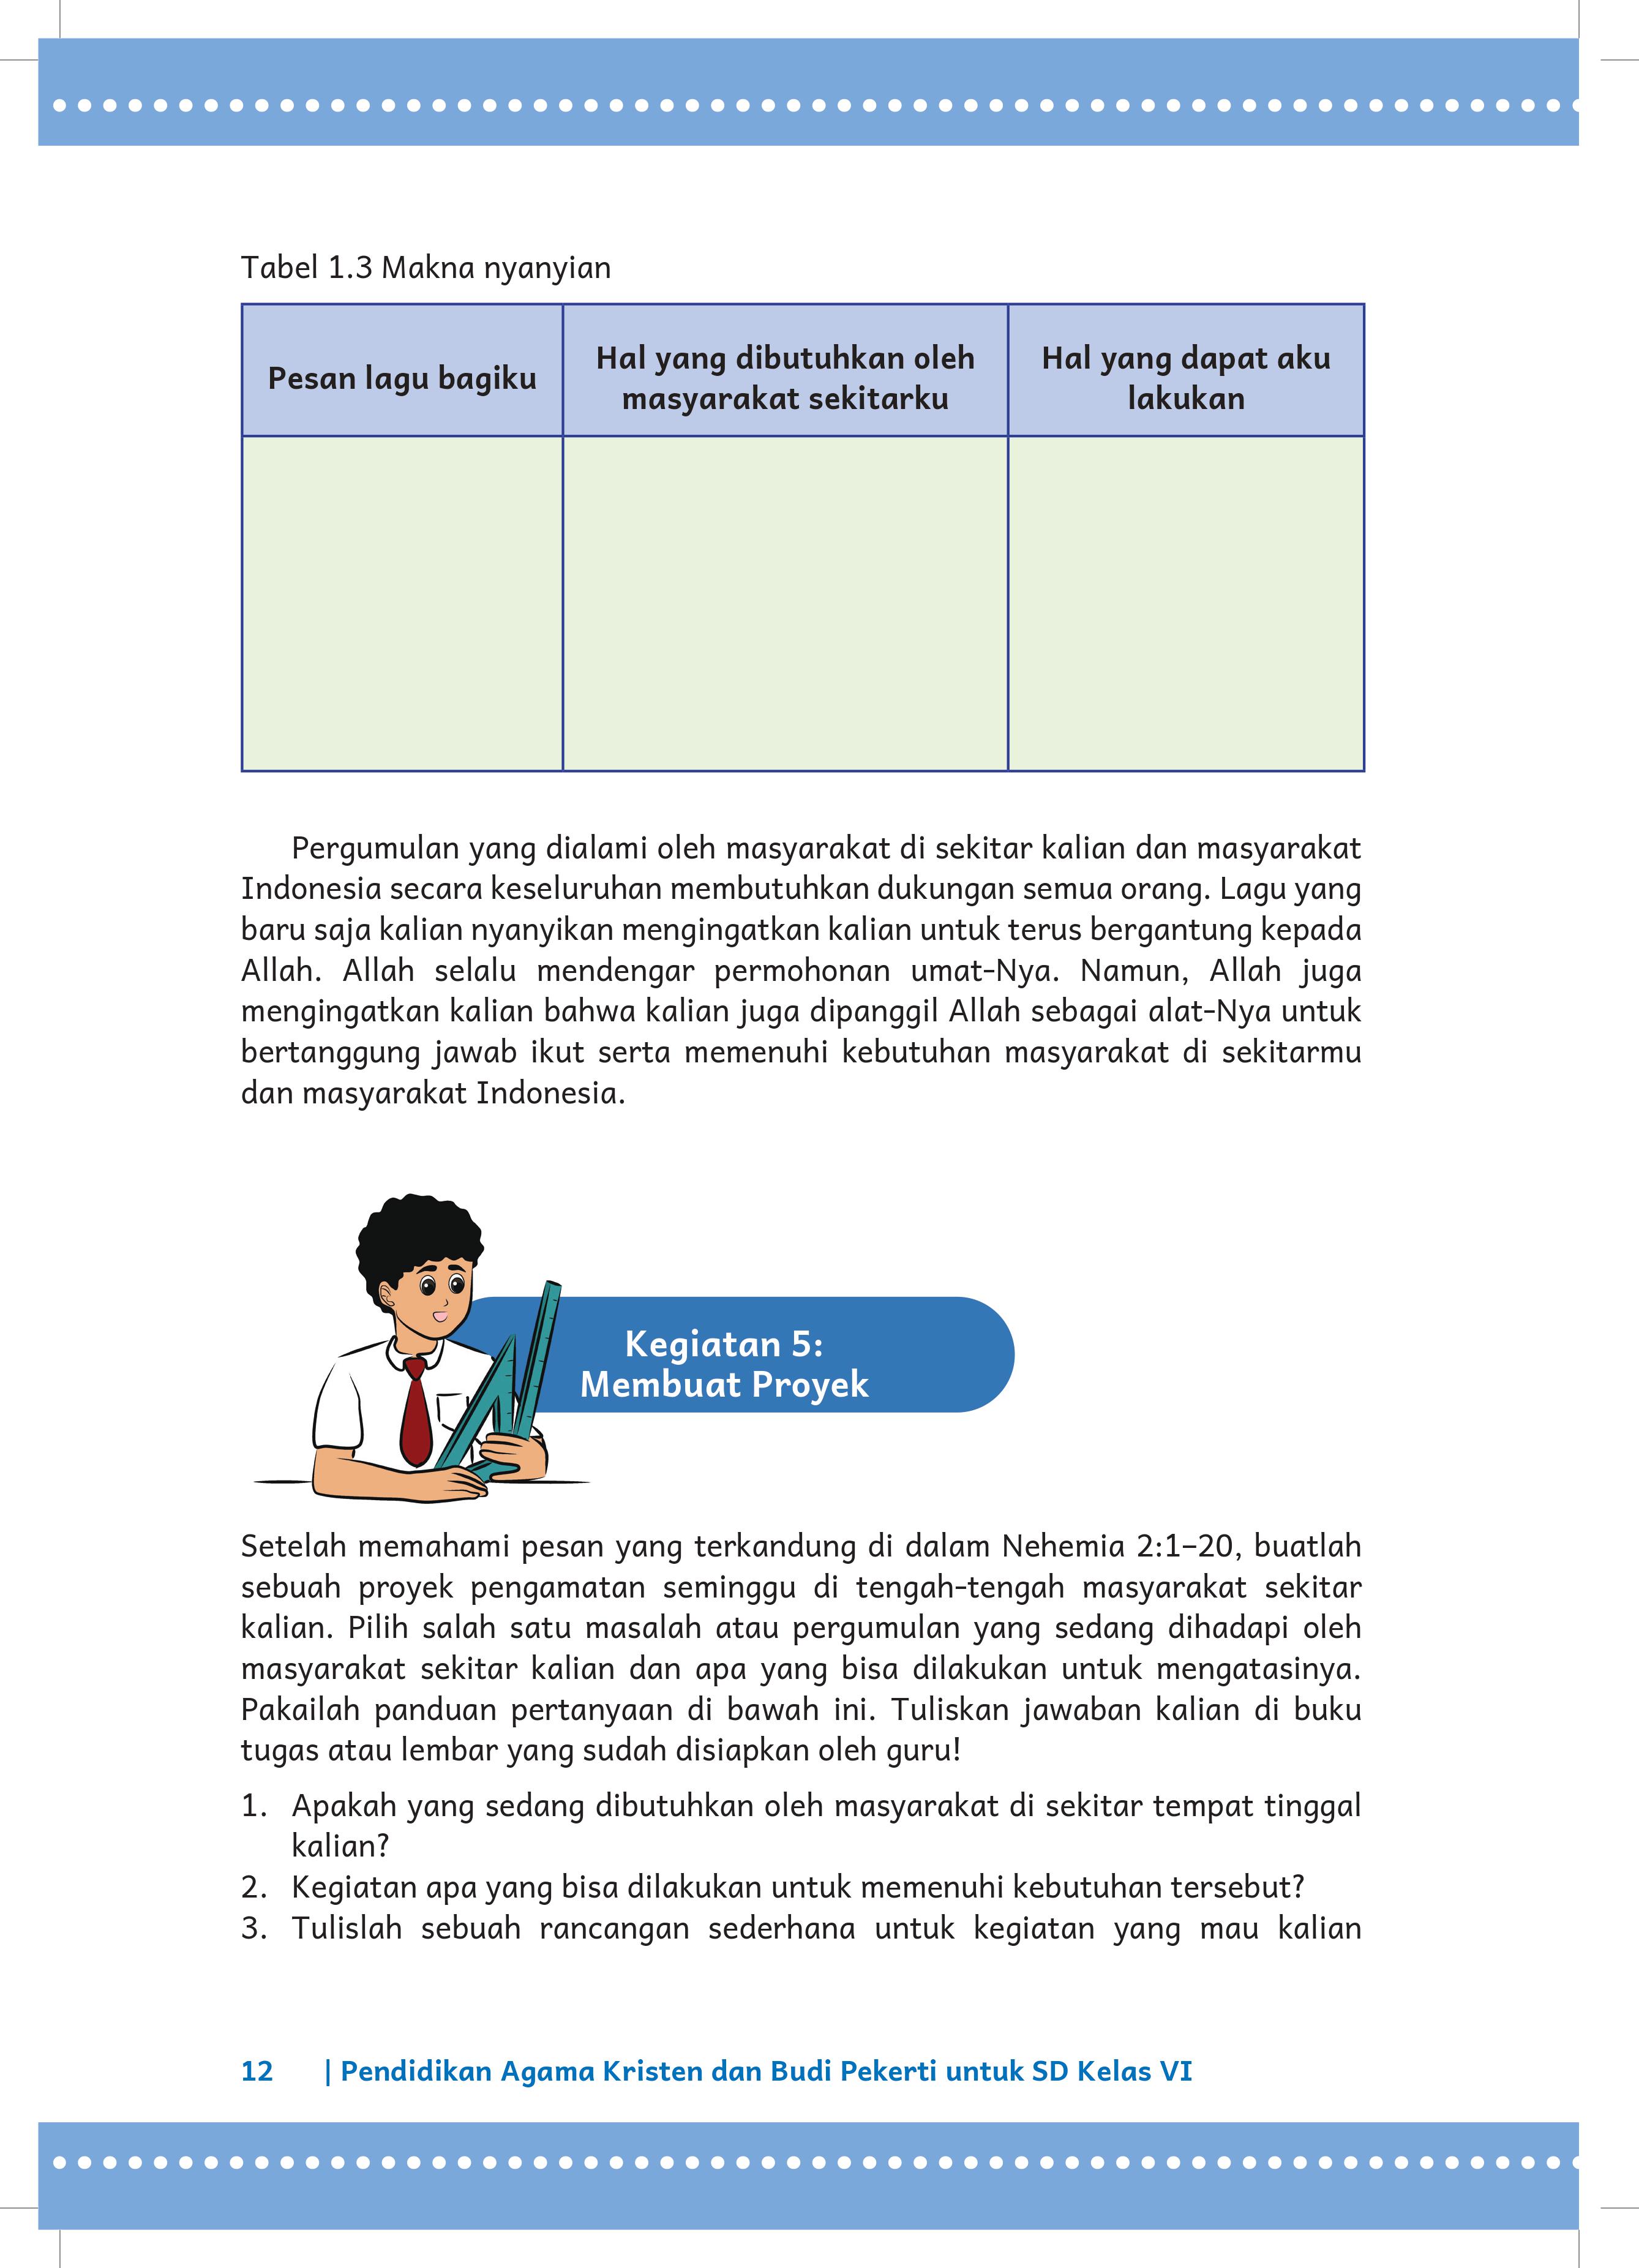 Tabel 1.3 Makna nyanyian
Pesan lagu bagiku
Hal yang dibutuhkan oleh
masyarakat sekitarku
Hal yang dapat aku
lakukan
Pergumulan yang dialami oleh masyarakat di sekitar kalian dan masyarakat
Indonesia secara keseluruhan membutuhkan dukungan semua orang. Lagu yang
baru saja kalian nyanyikan mengingatkan kalian untuk terus bergantung kepada
Allah. Allah selalu mendengar permohonan umat-Nya. Namun, Allah juga
mengingatkan kalian bahwa kalian juga dipanggil Allah sebagai alat-Nya untuk
bertanggung jawab ikut serta memenuhi kebutuhan masyarakat di sekitarmu
dan masyarakat Indonesia.
Kegiatan 5:
Membuat Proyek
Setelah memahami pesan yang terkandung di dalam Nehemia 2:1–20, buatlah
sebuah proyek pengamatan seminggu di tengah-tengah masyarakat sekitar
kalian. Pilih salah satu masalah atau pergumulan yang sedang dihadapi oleh
masyarakat sekitar kalian dan apa yang bisa dilakukan untuk mengatasinya.
Pakailah panduan pertanyaan di bawah ini. Tuliskan jawaban kalian di buku
tugas atau lembar yang sudah disiapkan oleh guru!
1. Apakah yang sedang dibutuhkan oleh masyarakat di sekitar tempat tinggal
kalian?
2. Kegiatan apa yang bisa dilakukan untuk memenuhi kebutuhan tersebut?
3. Tulislah sebuah rancangan sederhana untuk kegiatan yang mau kalian
12 | Pendidikan Agama Kristen dan Budi Pekerti untuk SD Kelas VI